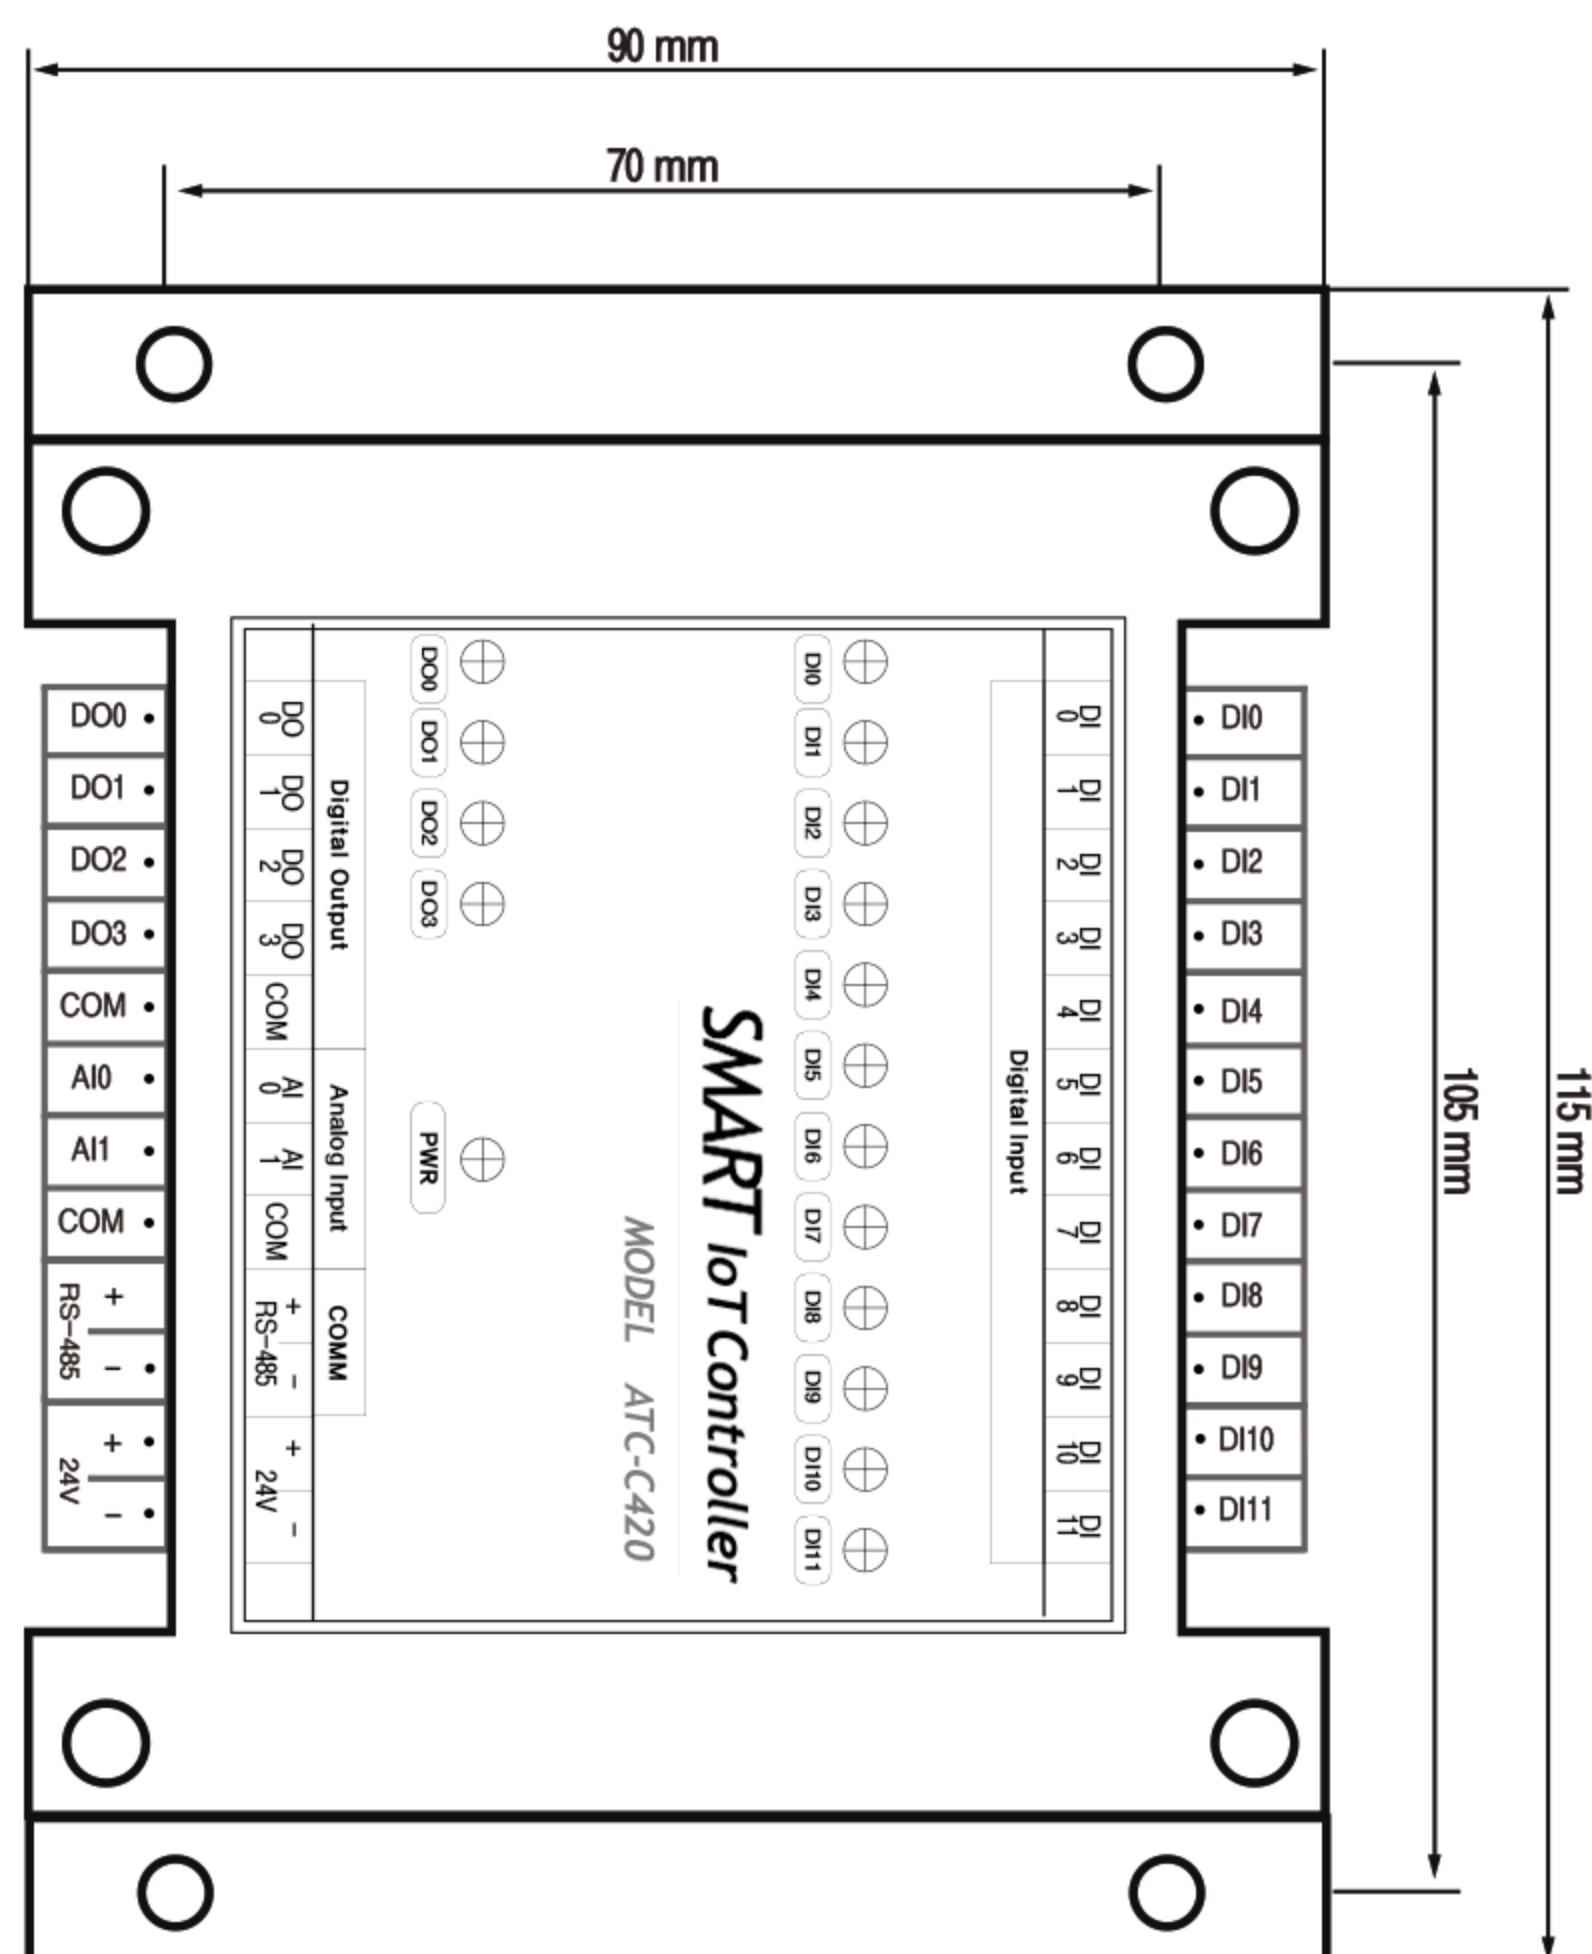 90 mm
70 mm
115 mm
105 mm
DO0
DO1
DO2
DO3
COM
AI0
AI1
COM
+
RS-485
-
+
24V
-
DO 0
DO 1
DO 2
DO 3
COM
AI 0
AI 1
COM
+
RS-485
-
+
24V
-
Digital Output
Analog Input
COMM
DO0
DO1
DO2
DO3
PWR
MODEL ATC-C420
SMART IoT Controller
DI0
DI1
DI2
DI3
DI4
DI5
DI6
DI7
DI8
DI9
DI10
DI11
Digital Input
DI 0
DI 1
DI 2
DI 3
DI 4
DI 5
DI 6
DI 7
DI 8
DI 9
DI 10
DI 11
DI0
DI1
DI2
DI3
DI4
DI5
DI6
DI7
DI8
DI9
DI10
DI11